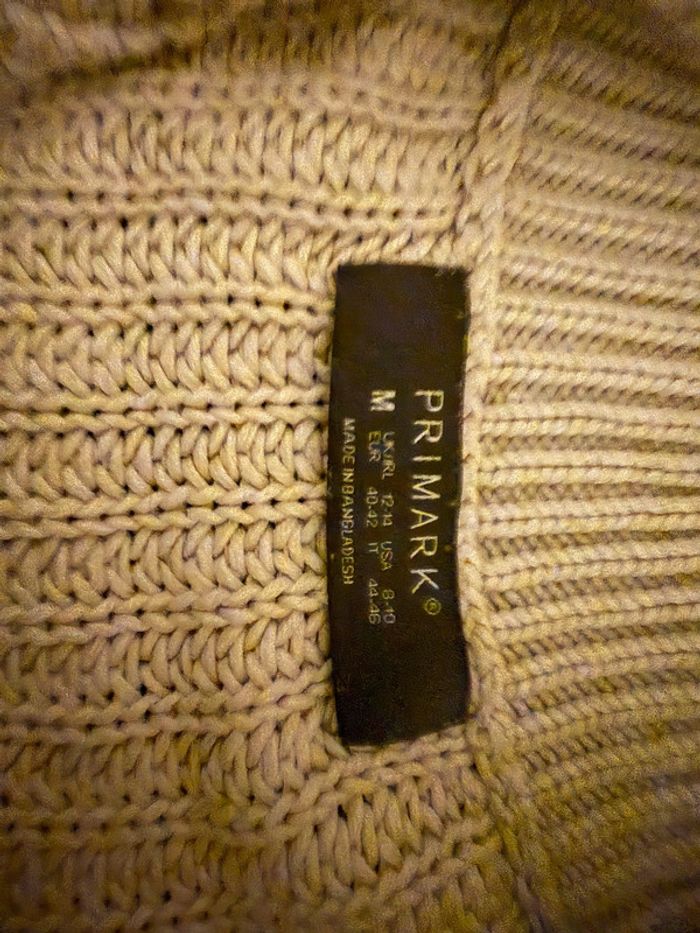 PRIMARK®
M UK/IRL 12-14 USA 8-10
EUR 40-42 IT 44-46
MADE IN BANGLADESH